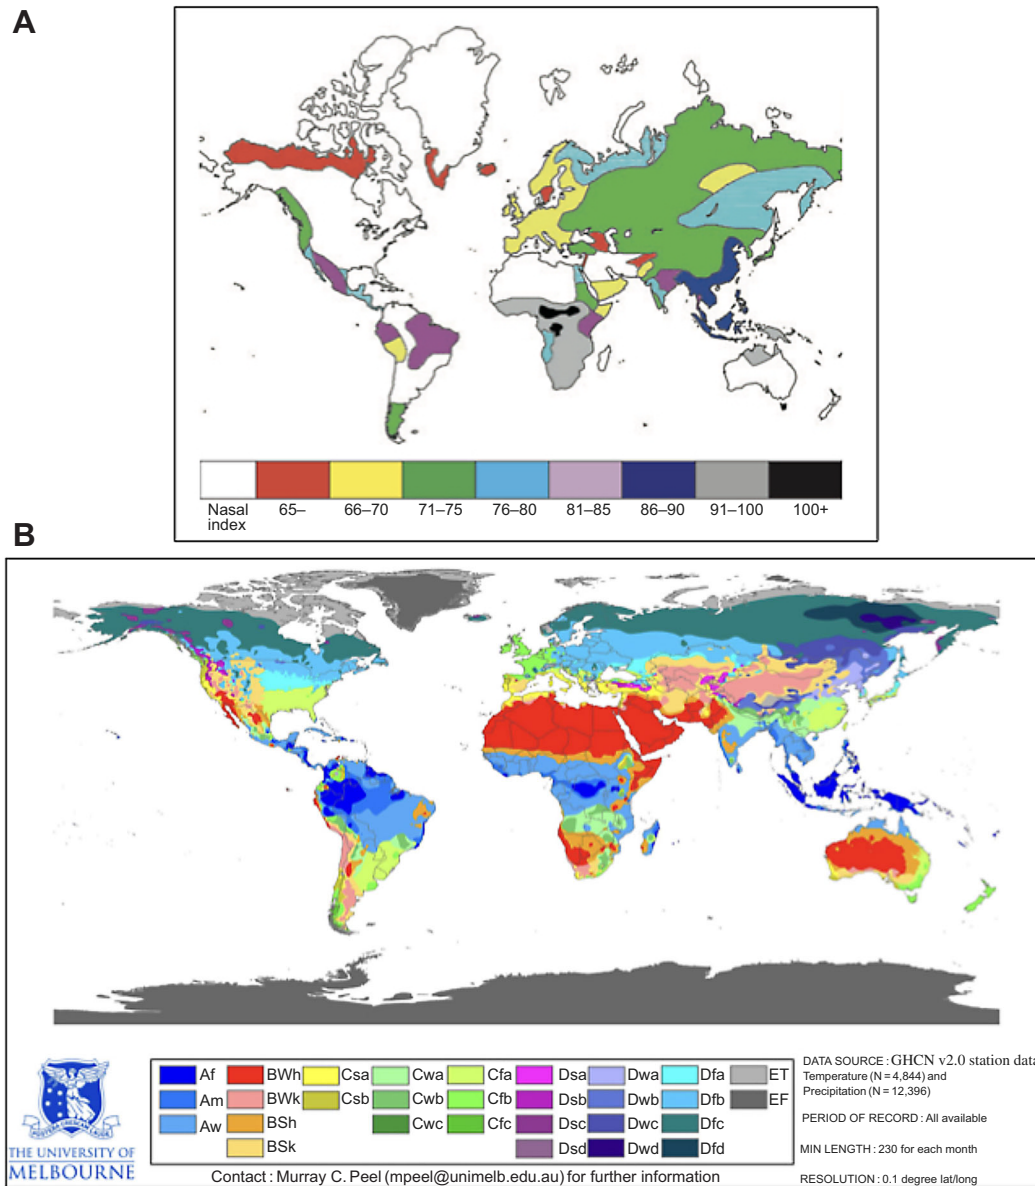 A
Nasal index
65–
66–70
71–75
76–80
81–85
86–90
91–100
100+
B
Af
BWh
Csa
Cwa
Cfa
Dsa
Dwa
Dfa
ET
Am
BWk
Csb
Cwb
Cfb
Dsb
Dwb
Dfb
EF
Aw
BSh
Cwc
Cfc
Dsc
Dwc
Dfc
BSk
Dsd
Dwd
Dfd
DATA SOURCE : GHCN v2.0 station data
Temperature (N = 4,844) and
Precipitation (N = 12,396)
PERIOD OF RECORD : All available
MIN LENGTH : 230 for each month
RESOLUTION : 0.1 degree lat/long
THE UNIVERSITY OF
MELBOURNE
Contact : Murray C. Peel (mpeel@unimelb.edu.au) for further information